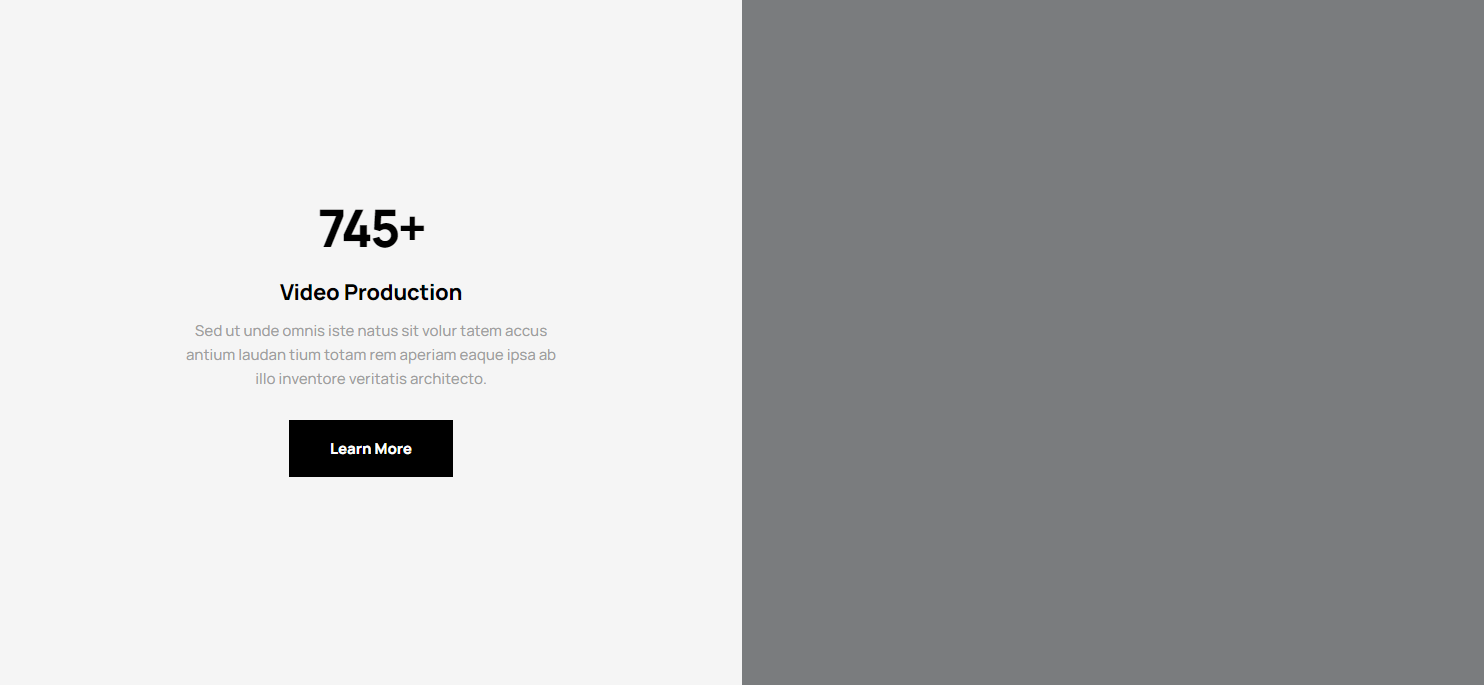 745+
Video Production
Sed ut unde omnis iste natus sit volur tatem accus
antium laudan tium totam rem aperiam eaque ipsa ab
illo inventore veritatis architecto.
Learn More